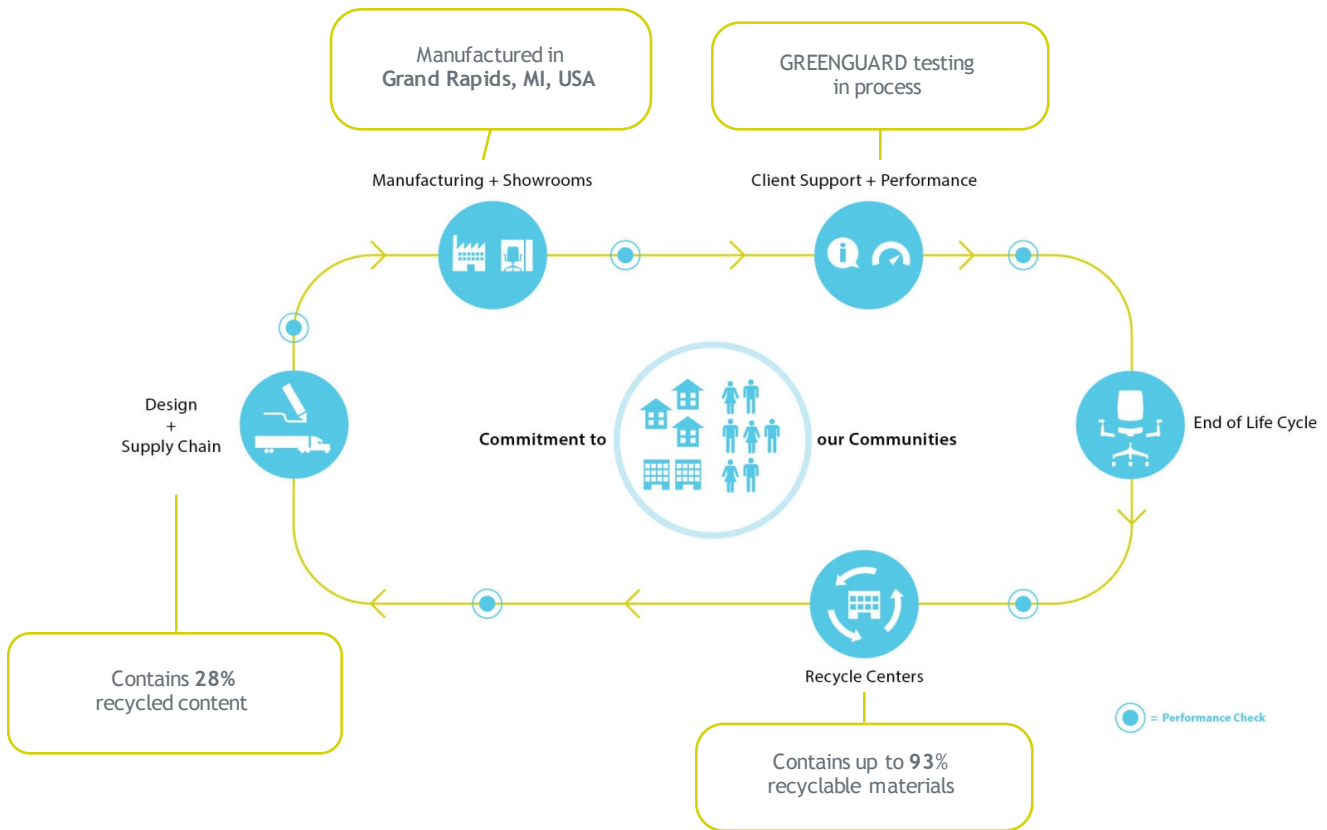 Manufactured in
Grand Rapids, MI, USA
GREENGUARD testing
in process
Manufacturing + Showrooms
Client Support + Performance
Design
+
Supply Chain
Commitment to
our Communities
End of Life Cycle
Contains 28%
recycled content
Recycle Centers
= Performance Check
Contains up to 93%
recyclable materials